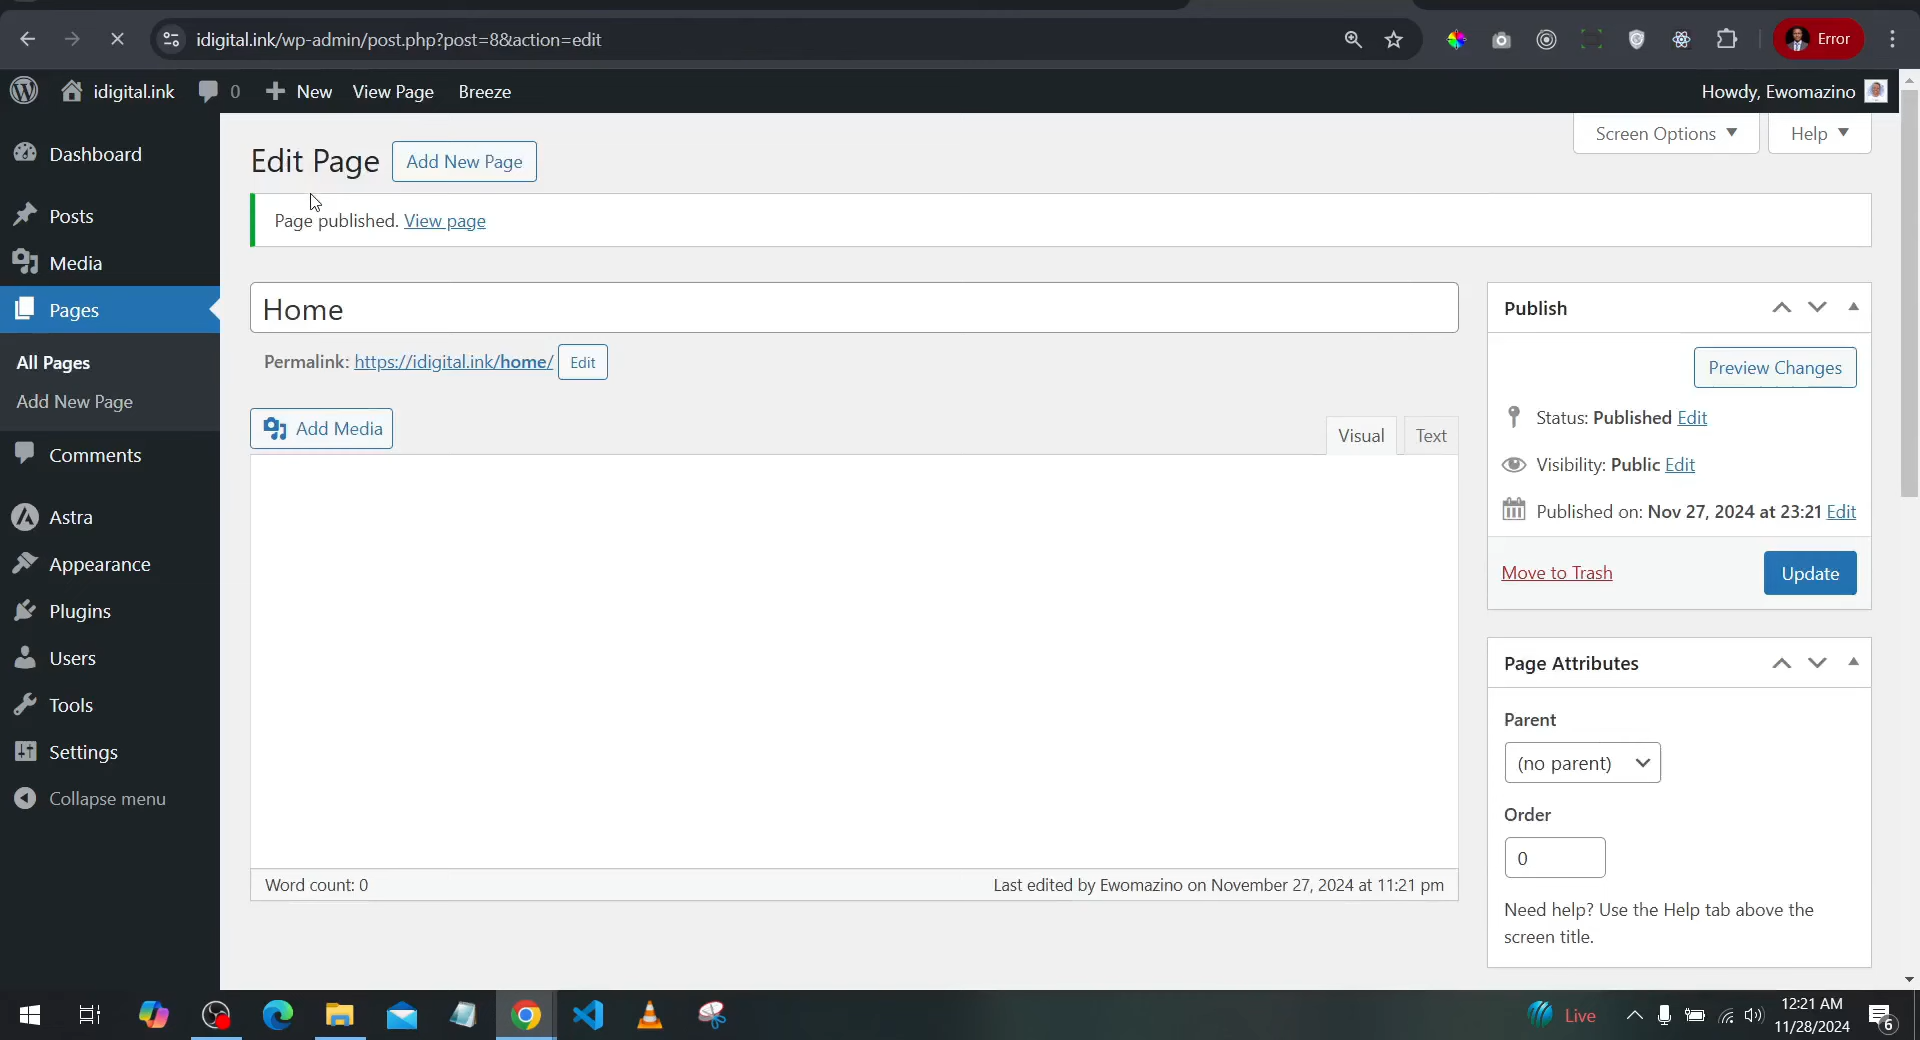 idigital.ink/wp-admin/post.php?post=8&action=edit
Error
idigital.ink
0
New
View Page
Breeze
Howdy, Ewomazino
Screen Options
Help
Dashboard
Posts
Media
Pages
All Pages
Add New Page
Comments
Astra
Appearance
Plugins
Users
Tools
Settings
Collapse menu
Edit Page
Add New Page
Page published. View page
Home
Permalink: https://idigital.ink/home/ Edit
Add Media
Visual
Text
Word count: 0
Last edited by Ewomazino on November 27, 2024 at 11:21 pm
Publish
Preview Changes
Status: Published Edit
Visibility: Public Edit
Published on: Nov 27, 2024 at 23:21 Edit
Move to Trash
Update
Page Attributes
Parent
(no parent)
Order
0
Need help? Use the Help tab above the
screen title.
Live
12:21 AM
11/28/2024
6